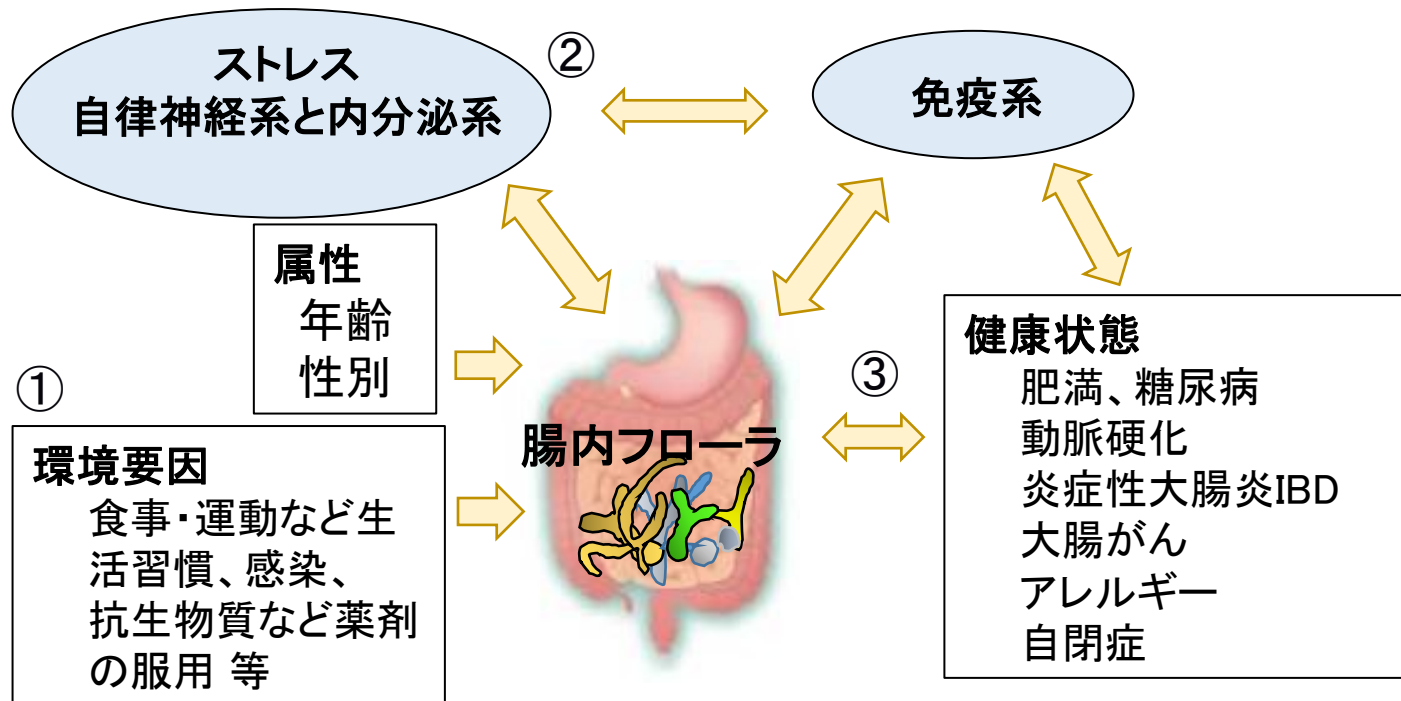 ストレス
自律神経系と内分泌系
②
免疫系
属性
年齢
性別
①
環境要因
食事・運動など生
活習慣、感染、
抗生物質など薬剤
の服用 等
腸内フローラ
③
健康状態
肥満、糖尿病
動脈硬化
炎症性大腸炎IBD
大腸がん
アレルギー
自閉症